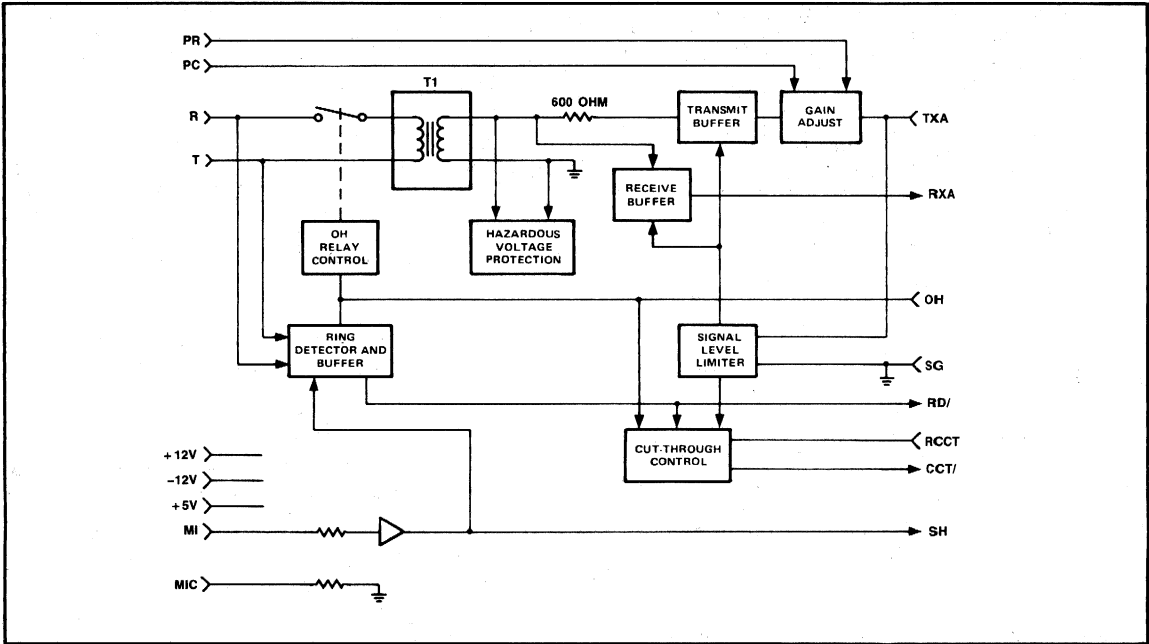 PR
PC
T1
R
600 OHM
TRANSMIT
BUFFER
GAIN
ADJUST
TXA
T
RECEIVE
BUFFER
RXA
OH
RELAY
CONTROL
HAZARDOUS
VOLTAGE
PROTECTION
OH
RING
DETECTOR AND
BUFFER
SIGNAL
LEVEL
LIMITER
SG
RD/
CUT-THROUGH
CONTROL
RCCT
CCT/
+12V
-12V
+5V
MI
SH
MIC